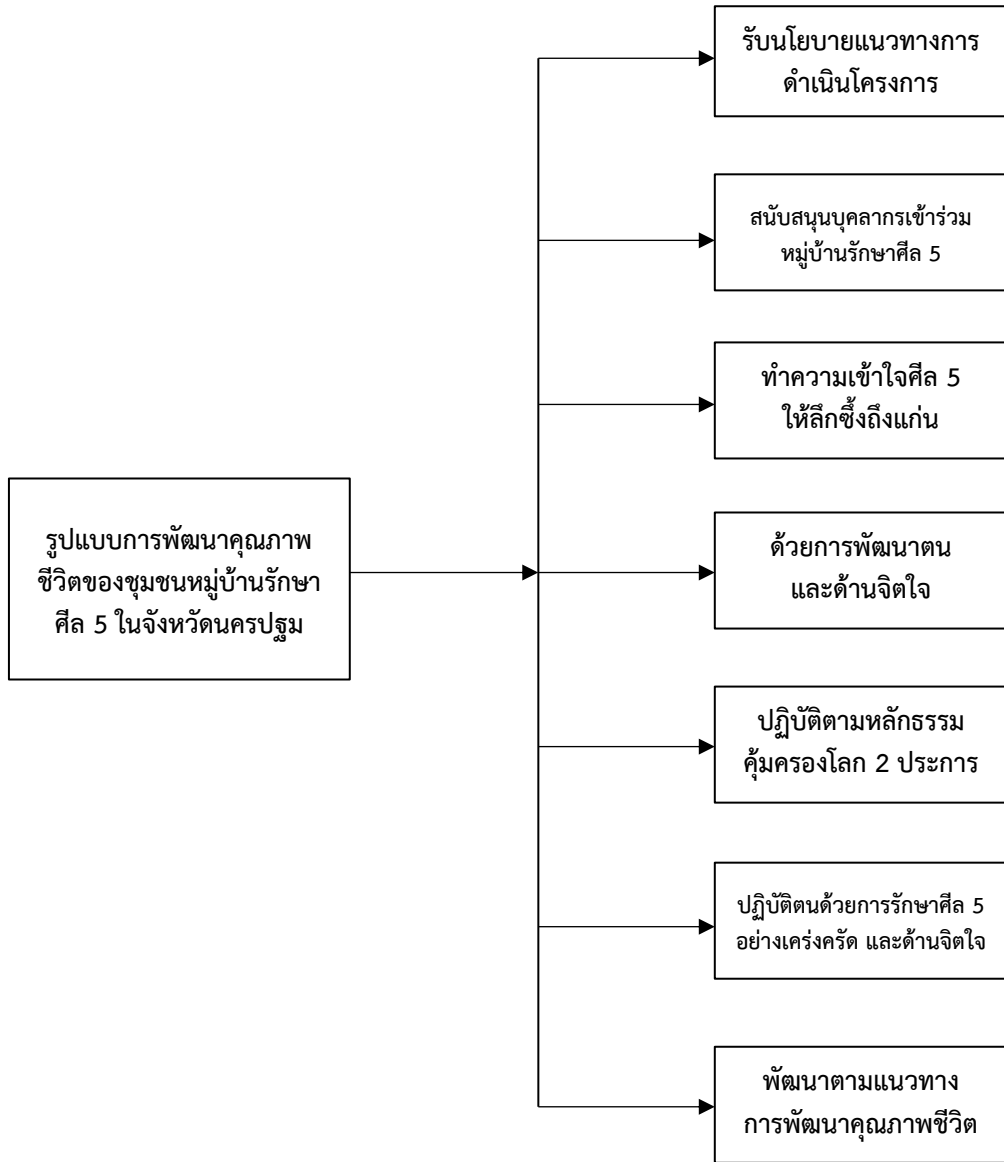 รับนโยบายแนวทางการ
ดำเนินโครงการ
สนับสนุนบุคลากรเข้าร่วม
หมู่บ้านรักษาศีล 5
ทำความเข้าใจศีล 5
ให้ลึกซึ้งถึงแก่น
รูปแบบการพัฒนาคุณภาพ
ชีวิตของชุมชนหมู่บ้านรักษา
ศีล 5 ในจังหวัดนครปฐม
ด้วยการพัฒนาตน
และด้านจิตใจ
ปฏิบัติตามหลักธรรม
คุ้มครองโลก 2 ประการ
ปฏิบัติตนด้วยการรักษาศีล 5
อย่างเคร่งครัด และด้านจิตใจ
พัฒนาตามแนวทาง
การพัฒนาคุณภาพชีวิต